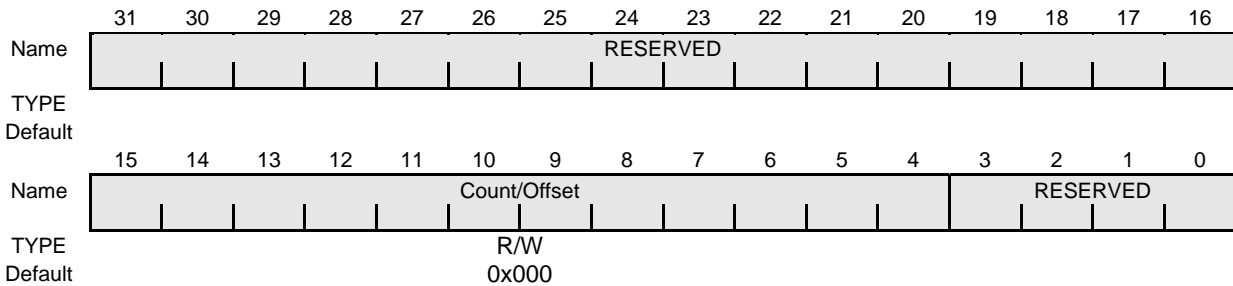 31 30 29 28 27 26 25 24 23 22 21 20 19 18 17 16
Name RESERVED
TYPE
Default
15 14 13 12 11 10 9 8 7 6 5 4 3 2 1 0
Name Count/Offset RESERVED
TYPE R/W
Default 0x000